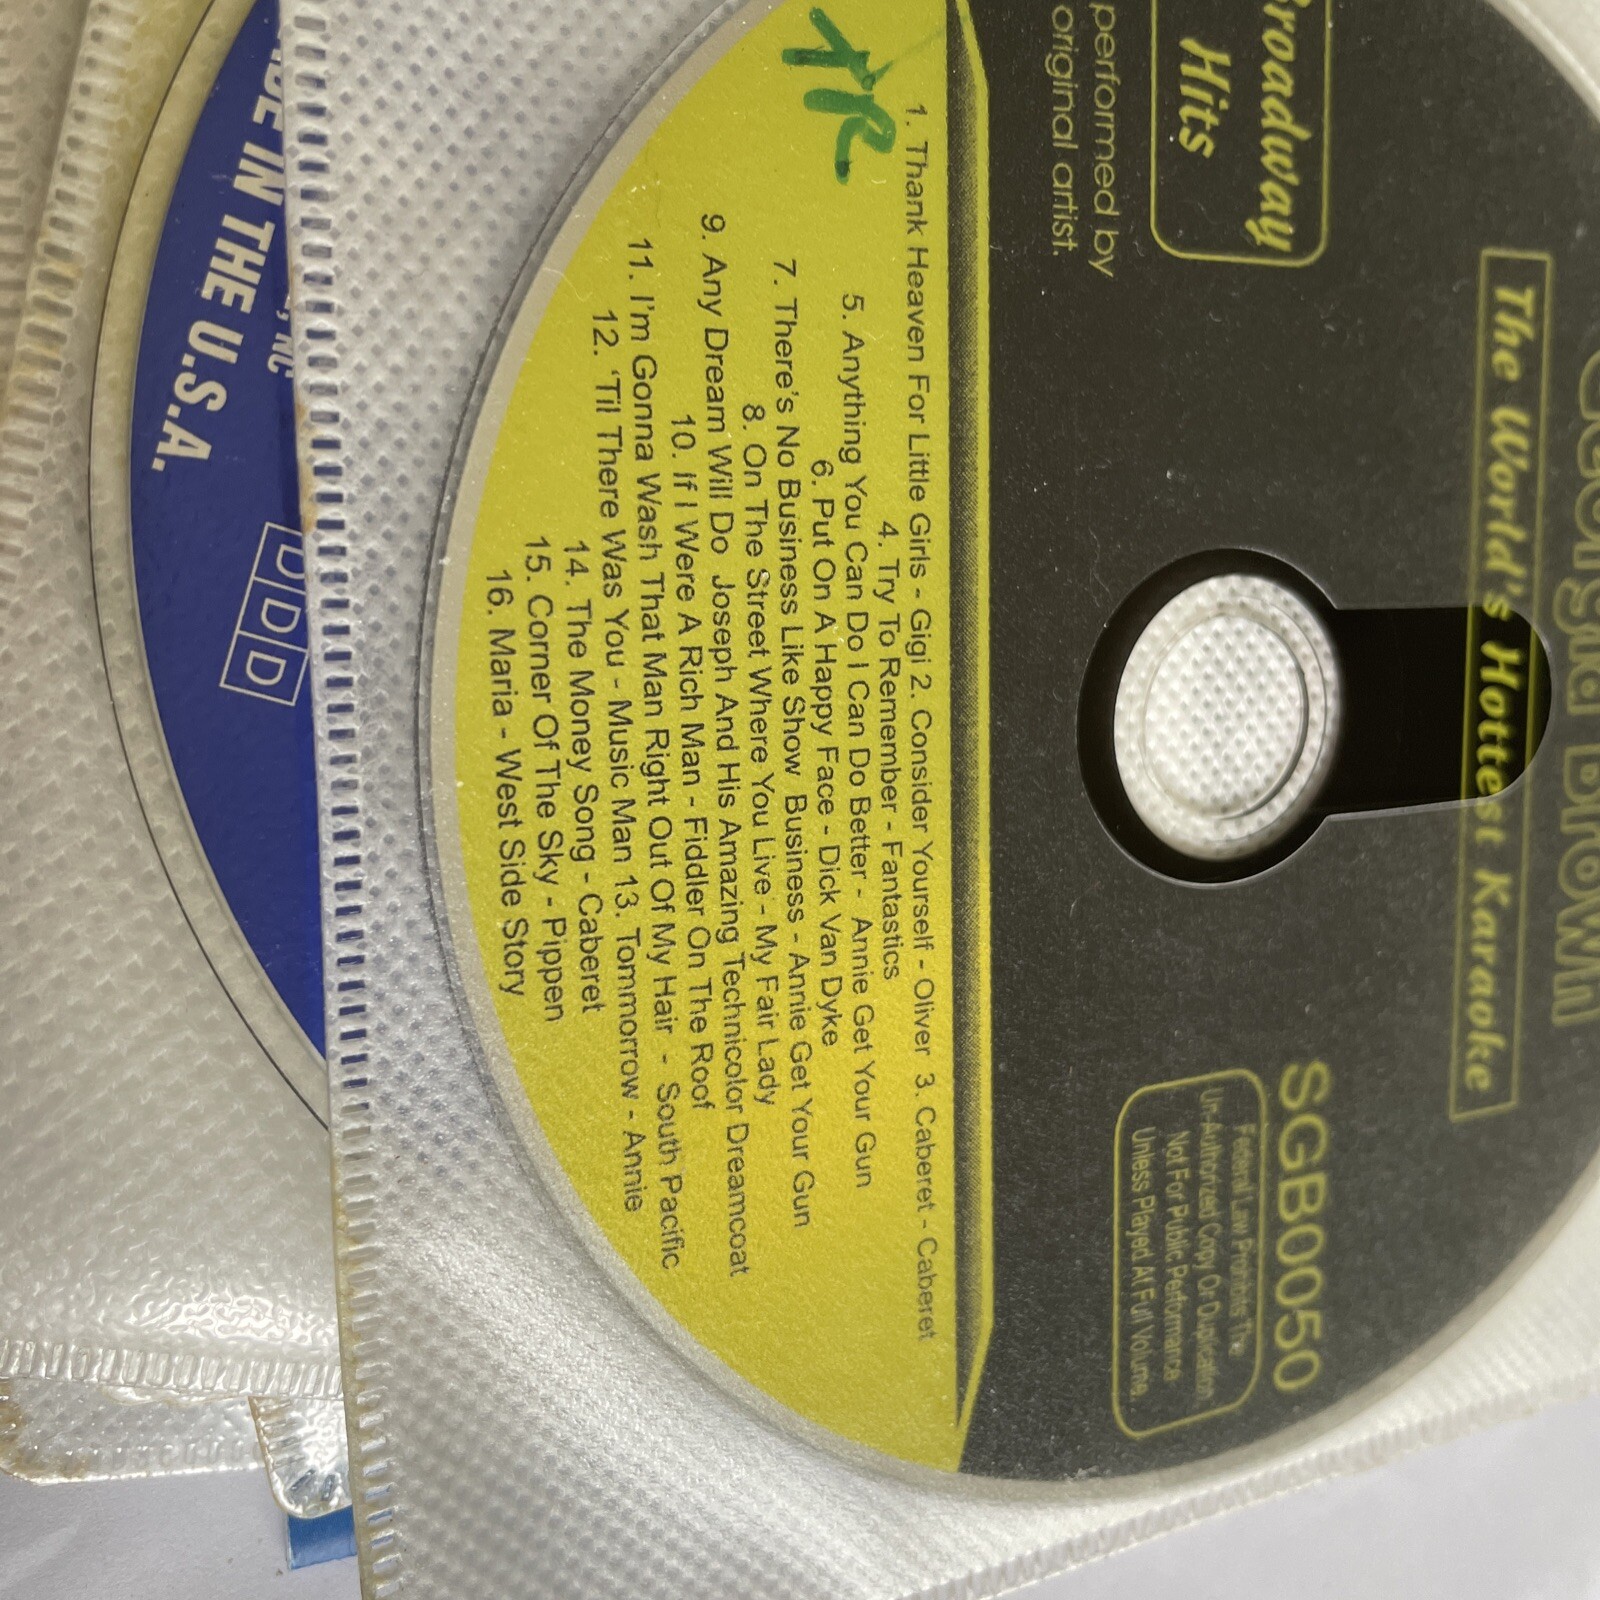 Georgia Brown
The World's Hottest Karaoke
Broadway
Hits
SGB0050
Federal Law Prohibits The
Un-Authorized Copy Or Duplication,
Not For Public Performance
Unless Played At Full Volume.
performed by
original artist.
1. Thank Heaven For Little Girls - Gigi 2. Consider Yourself - Oliver 3. Caberet - Caberet
4. Try To Remember - Fantastics
5. Anything You Can Do I Can Do Better - Annie Get Your Gun
6. Put On A Happy Face - Dick Van Dyke
7. There's No Business Like Show Business - Annie Get Your Gun
8. On The Street Where You Live - My Fair Lady
9. Any Dream Will Do Joseph And His Amazing Technicolor Dreamcoat
10. If I Were A Rich Man - Fiddler On The Roof
11. I'm Gonna Wash That Man Right Out Of My Hair - South Pacific
12. 'Til There Was You - Music Man 13. Tommorrow - Annie
14. The Money Song - Caberet
15. Corner Of The Sky - Pippen
16. Maria - West Side Story
INC.
IN THE U.S.A.
DDD